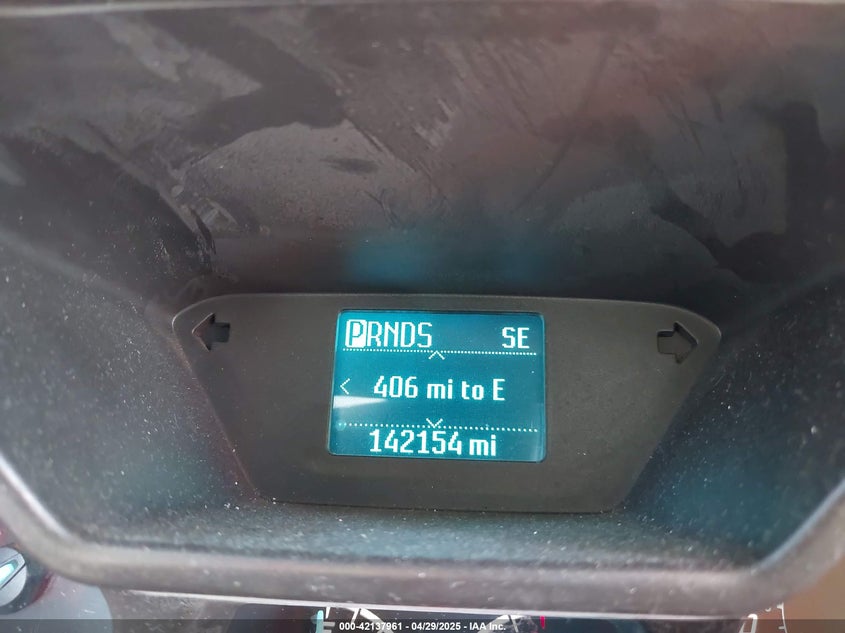 PRNDS SE
406 mi to E
142154 mi
000-42137961 | 04/29/2025 - IAA Inc.